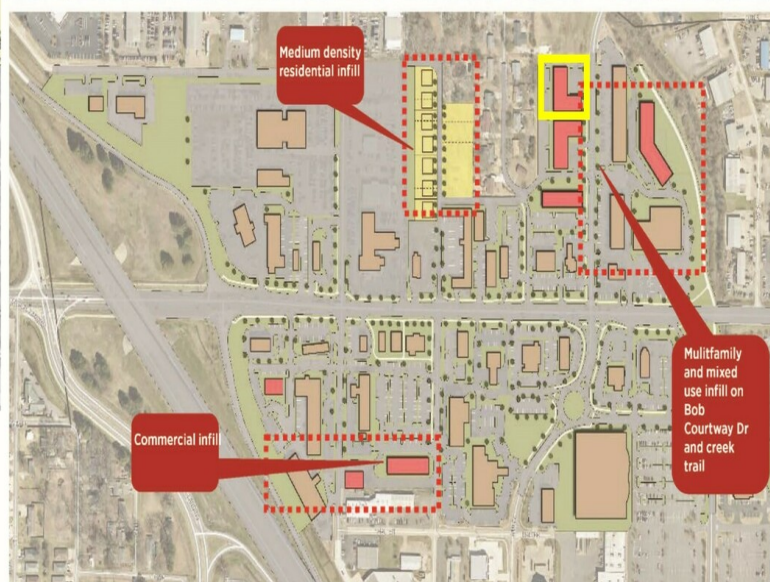 Medium density
residential infill
Commercial infill
Mulitfamily
and mixed
use infill on
Bob
Courtway Dr
and creek
trail